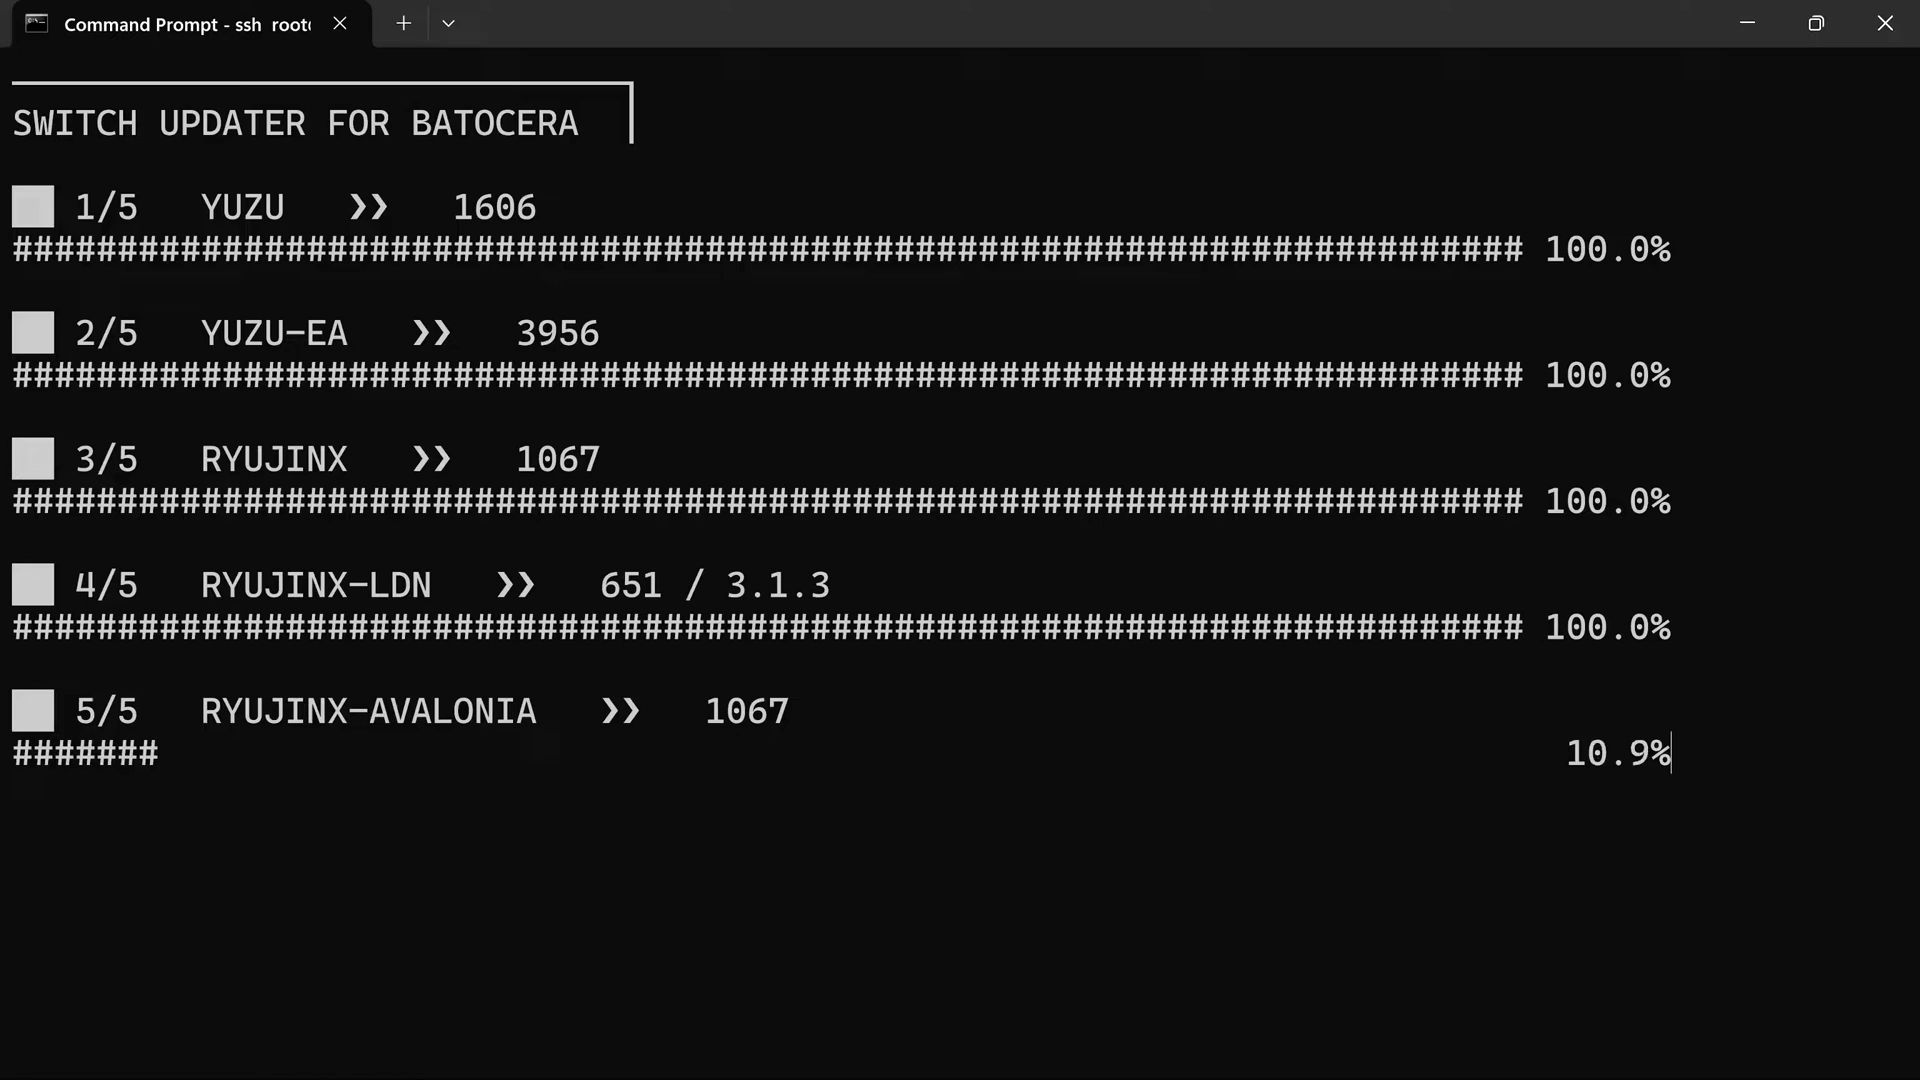 Command Prompt - ssh root
SWITCH UPDATER FOR BATOCERA
1/5 YUZU ❯❯ 1606
######################################################################## 100.0%
2/5 YUZU-EA ❯❯ 3956
######################################################################## 100.0%
3/5 RYUJINX ❯❯ 1067
######################################################################## 100.0%
4/5 RYUJINX-LDN ❯❯ 651 / 3.1.3
######################################################################## 100.0%
5/5 RYUJINX-AVALONIA ❯❯ 1067
####### 10.9%